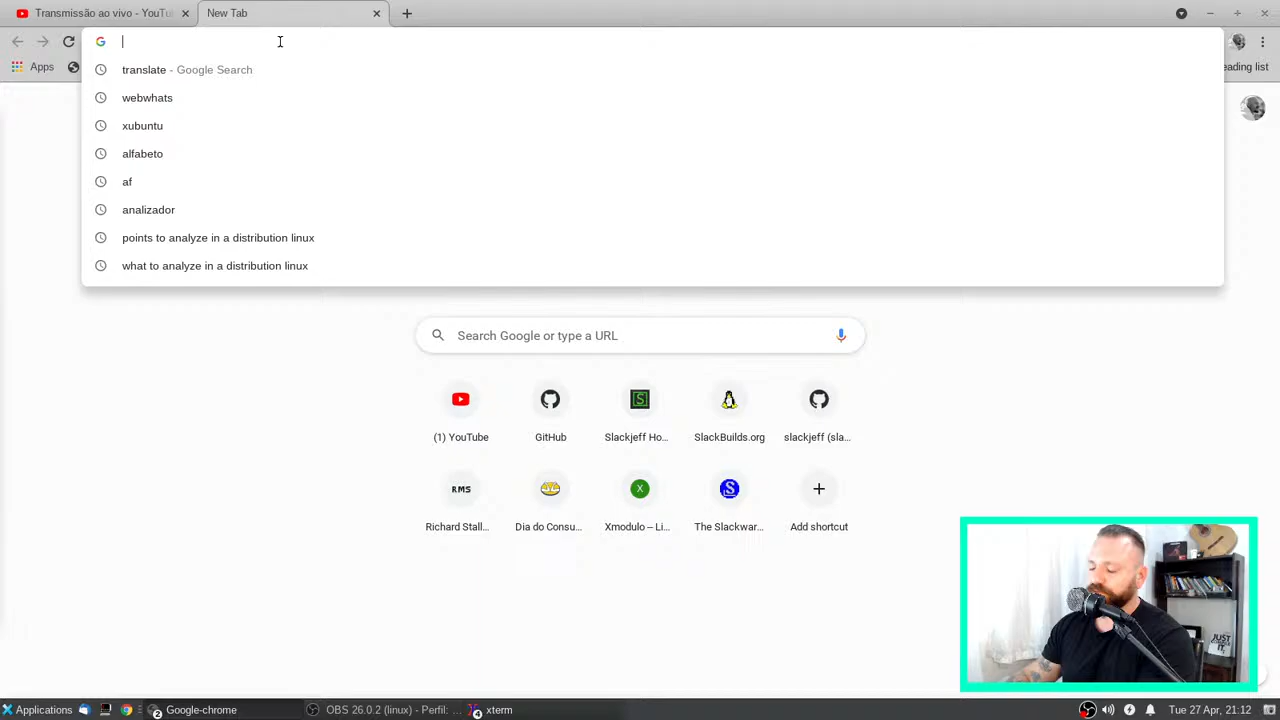 Transmissão ao vivo - YouTu
New Tab
translate - Google Search
Apps
eading list
webwhats
xubuntu
alfabeto
af
analizador
points to analyze in a distribution linux
what to analyze in a distribution linux
Search Google or type a URL
(1) YouTube
GitHub
Slackjeff Ho...
SlackBuilds.org
slackjeff (sla...
RMS
X
S
Richard Stall...
Dia do Consu...
Xmodulo – Li...
The Slackwar...
Add shortcut
JUST
Applications
2
Google-chrome
OBS 26.0.2 (linux) - Perfil: ...
4
xterm
Tue 27 Apr, 21:12